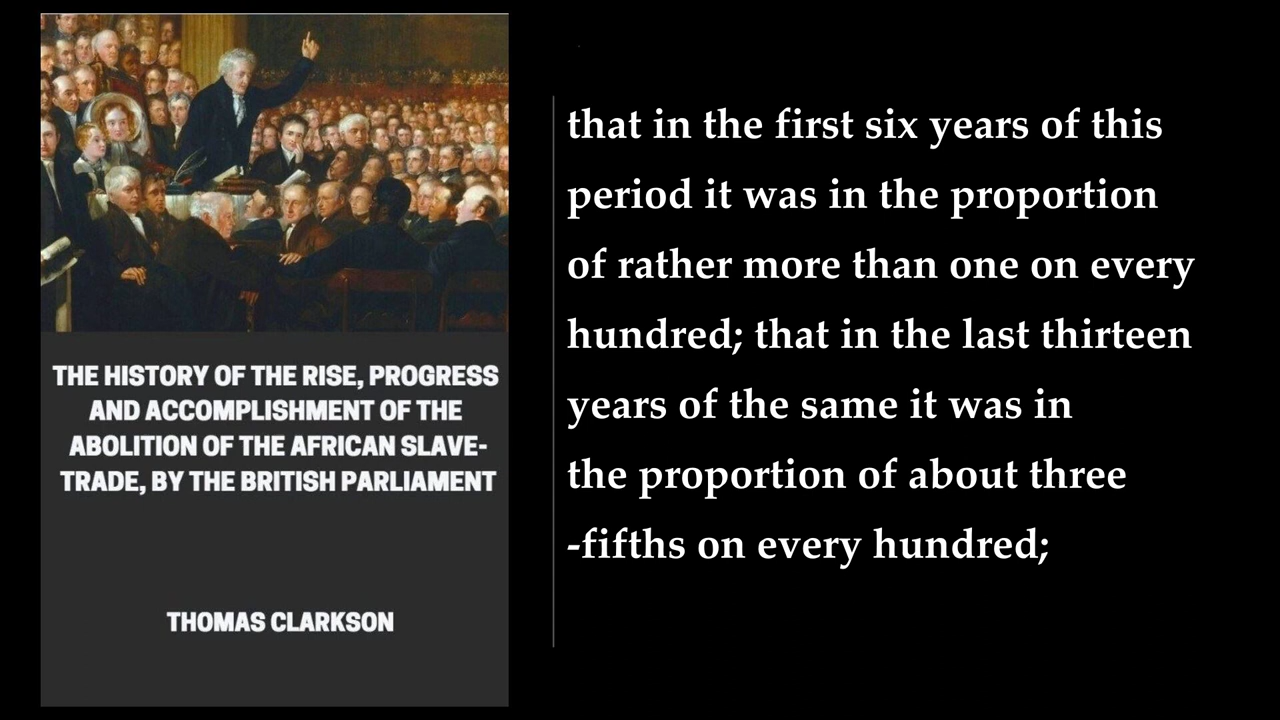 THE HISTORY OF THE RISE, PROGRESS
AND ACCOMPLISHMENT OF THE
ABOLITION OF THE AFRICAN SLAVE-
TRADE, BY THE BRITISH PARLIAMENT
THOMAS CLARKSON
that in the first six years of this
period it was in the proportion
of rather more than one on every
hundred; that in the last thirteen
years of the same it was in
the proportion of about three
-fifths on every hundred;